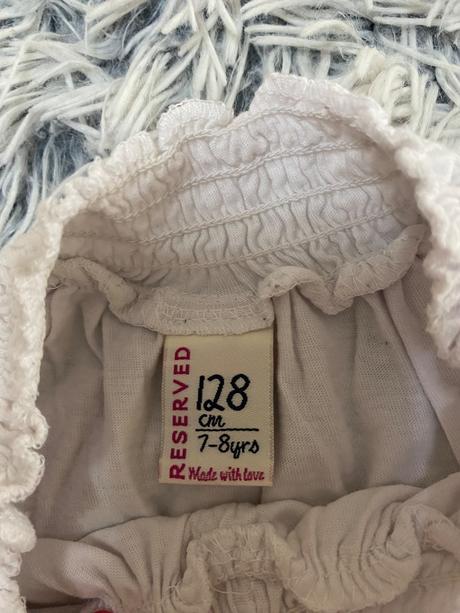 RESERVED
128
cm
7-8yrs
Made with love